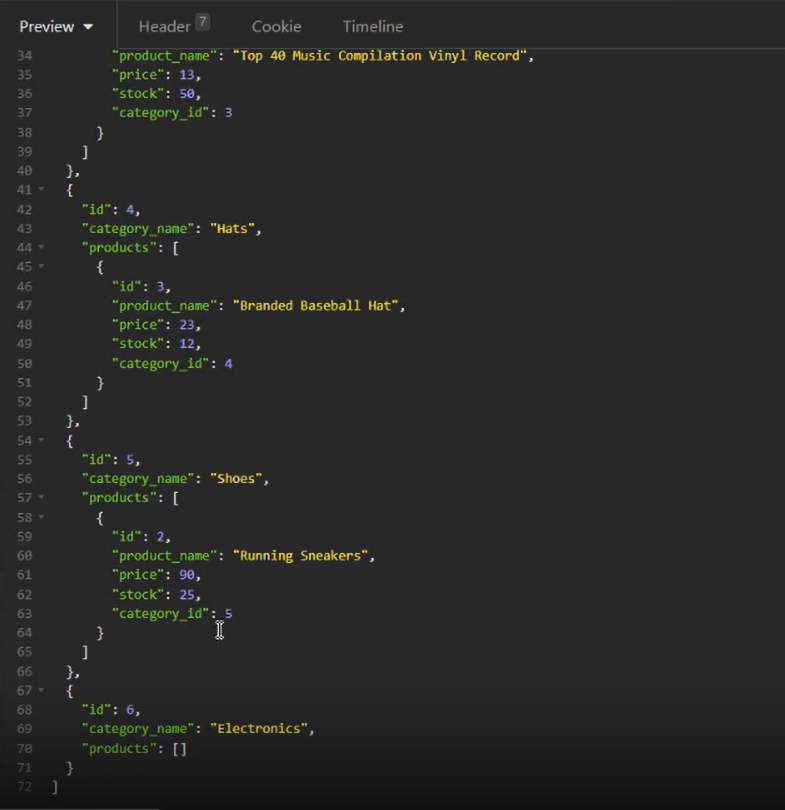 Preview Header 7 Cookie Timeline
34 "product_name": "Top 40 Music Compilation Vinyl Record",
35 "price": 13,
36 "stock": 50,
37 "category_id": 3
38 }
39 ]
40 },
41 {
42 "id": 4,
43 "category_name": "Hats",
44 "products": [
45 {
46 "id": 3,
47 "product_name": "Branded Baseball Hat",
48 "price": 23,
49 "stock": 12,
50 "category_id": 4
51 }
52 ]
53 },
54 {
55 "id": 5,
56 "category_name": "Shoes",
57 "products": [
58 {
59 "id": 2,
60 "product_name": "Running Sneakers",
61 "price": 90,
62 "stock": 25,
63 "category_id": 5
64 }
65 ]
66 },
67 {
68 "id": 6,
69 "category_name": "Electronics",
70 "products": []
71 }
72 ]